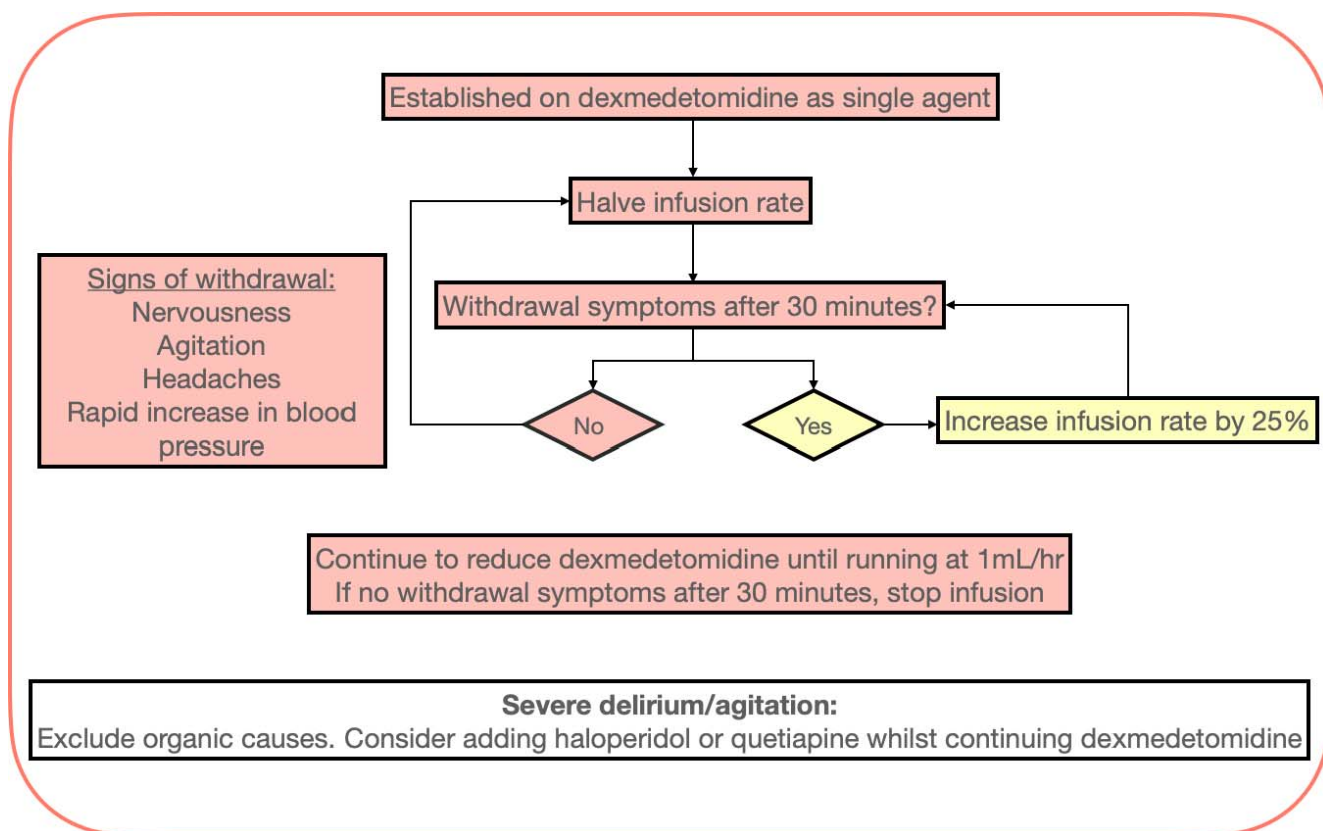 Established on dexmedetomidine as single agent
Halve infusion rate
Signs of withdrawal:
Nervousness
Agitation
Headaches
Rapid increase in blood
pressure
Withdrawal symptoms after 30 minutes?
No
Yes
Increase infusion rate by 25%
Continue to reduce dexmedetomidine until running at 1mL/hr
If no withdrawal symptoms after 30 minutes, stop infusion
Severe delirium/agitation:
Exclude organic causes. Consider adding haloperidol or quetiapine whilst continuing dexmedetomidine